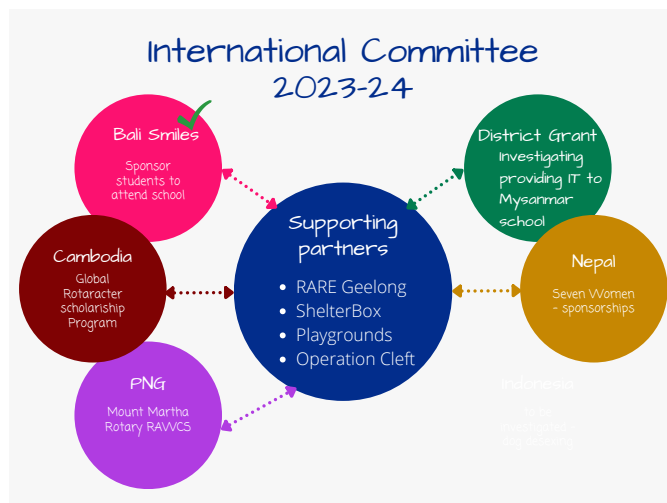 International Committee
2023-24
Bali Smiles
Sponsor
students to
attend school
District Grant
Investigating
providing IT to
Mysanmar
school
Supporting
partners
• RARE Geelong
• ShelterBox
• Playgrounds
• Operation Cleft
Cambodia
Global
Rotaracter
scholariship
Program
Nepal
Seven Women
- sponsorships
PNG
Mount Martha
Rotary RAWCS
Indonesia